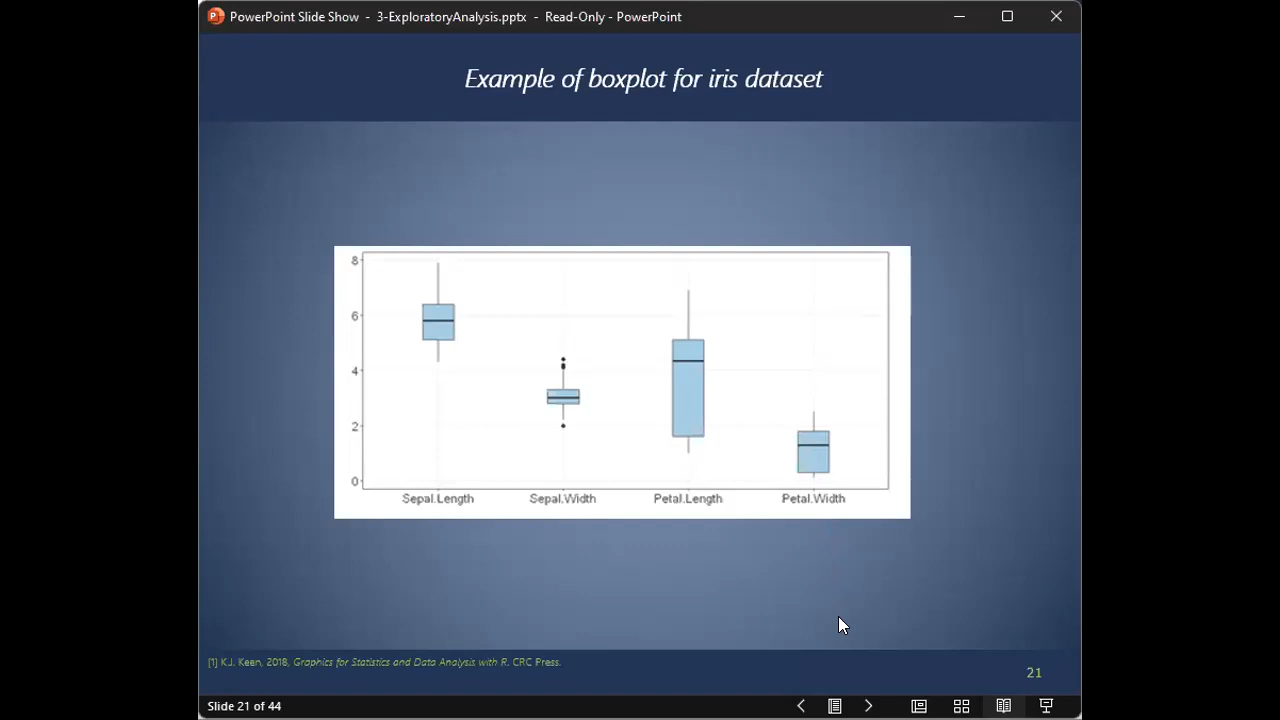 PowerPoint Slide Show - 3-ExploratoryAnalysis.pptx - Read-Only - PowerPoint
Example of boxplot for iris dataset
8
6
4
2
0
Sepal.Length Sepal.Width Petal.Length Petal.Width
[1] K.J. Keen, 2018, Graphics for Statistics and Data Analysis with R. CRC Press.
21
Slide 21 of 44